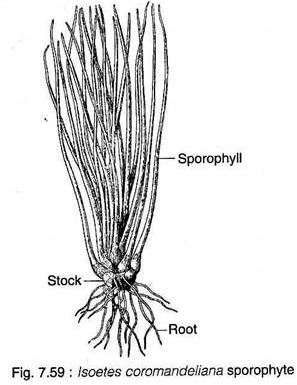 Sporophyll
Stock
Root
Fig. 7.59 : Isoetes coromandeliana sporophyte